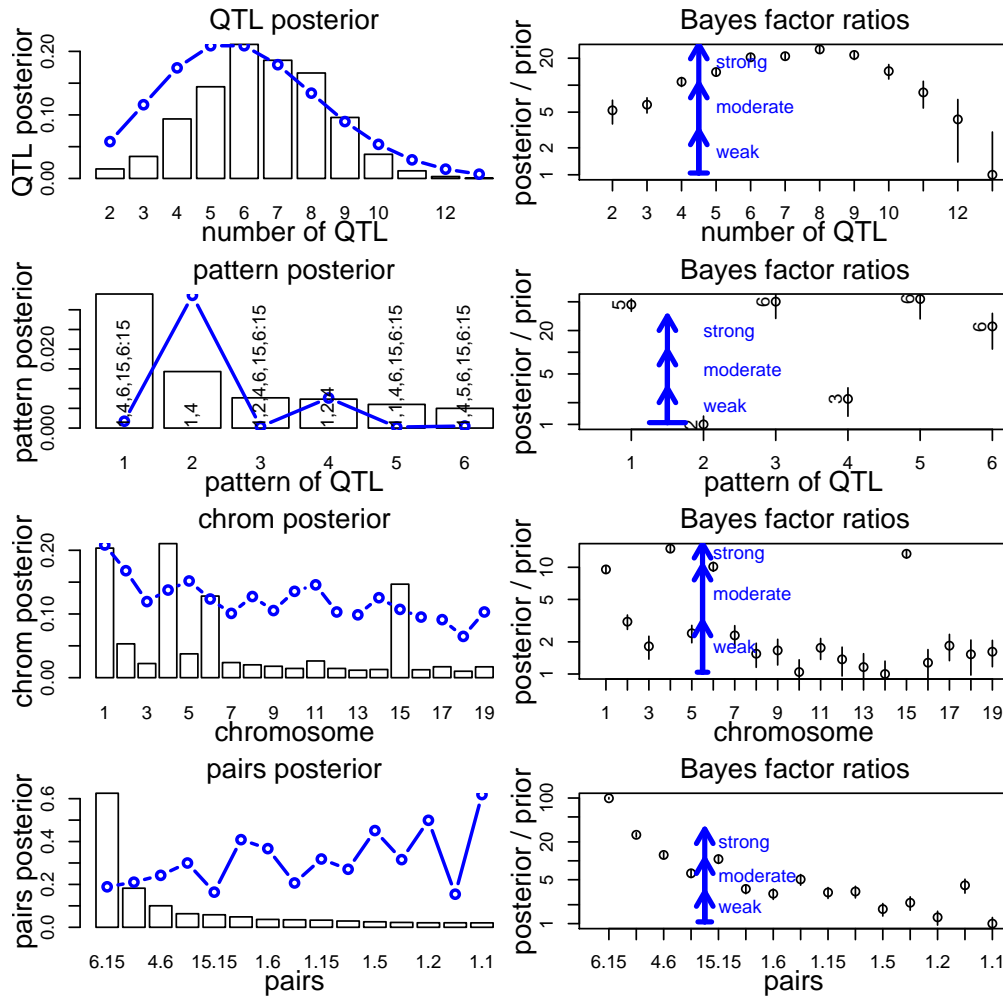 QTL posterior
QTL posterior
0.00 0.10 0.20
2 3 4 5 6 7 8 9 10 12
number of QTL
Bayes factor ratios
posterior / prior
1 2 5 20
strong
moderate
weak
2 3 4 5 6 7 8 9 10 12
number of QTL
pattern posterior
pattern posterior
0.000 0.020
1,4,6,15,6:15
1,4
1,2,4,6,15,6:15
1,2,4
1,1,4,6,15,6:15
1,4,5,6,15,6:15
1 2 3 4 5 6
pattern of QTL
Bayes factor ratios
posterior / prior
1 5 20
5
2
6
3
6
6
strong
moderate
weak
1 2 3 4 5 6
pattern of QTL
chrom posterior
chrom posterior
0.00 0.10 0.20
1 3 5 7 9 11 13 15 17 19
chromosome
Bayes factor ratios
posterior / prior
1 2 5 10
strong
moderate
weak
1 3 5 7 9 11 13 15 17 19
chromosome
pairs posterior
pairs posterior
0.0 0.2 0.4 0.6
6.15 4.6 15.15 1.6 1.15 1.5 1.2 1.1
pairs
Bayes factor ratios
posterior / prior
1 5 20 100
strong
moderate
weak
6.15 4.6 15.15 1.6 1.15 1.5 1.2 1.1
pairs